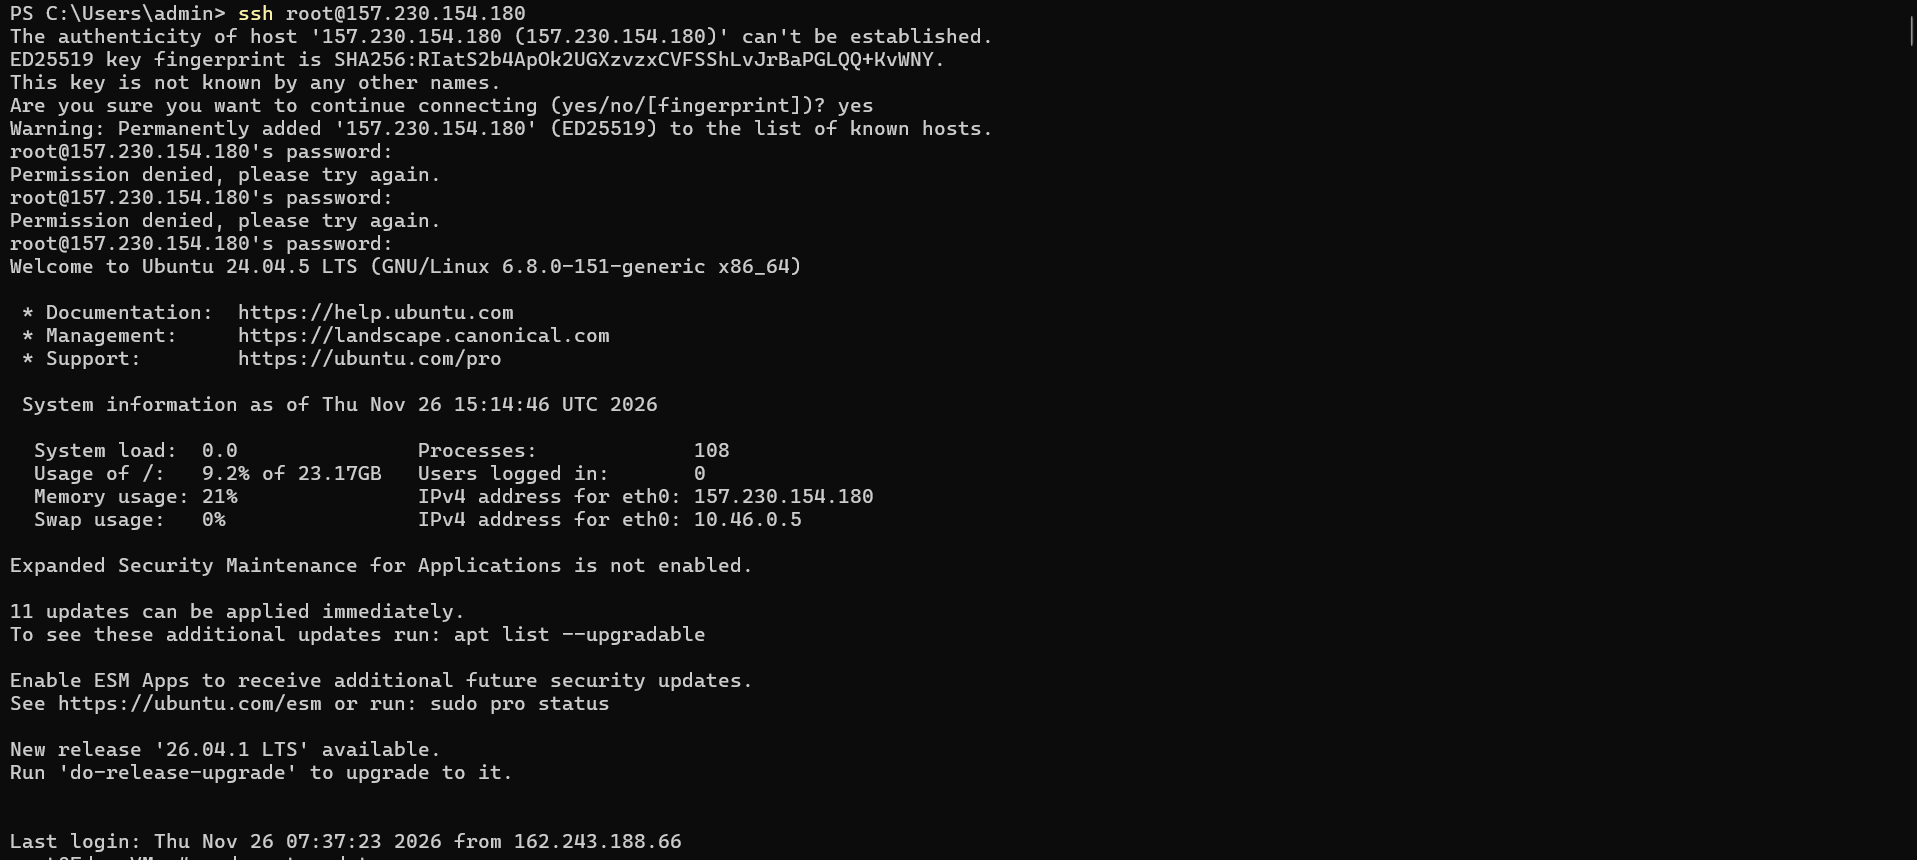 PS C:\Users\admin> ssh root@157.230.154.180
The authenticity of host '157.230.154.180 (157.230.154.180)' can't be established.
ED25519 key fingerprint is SHA256:RIatS2b4ApOk2UGXzvzxCVFSShLvJrBaPGLQQ+KvWNY.
This key is not known by any other names.
Are you sure you want to continue connecting (yes/no/[fingerprint])? yes
Warning: Permanently added '157.230.154.180' (ED25519) to the list of known hosts.
root@157.230.154.180's password:
Permission denied, please try again.
root@157.230.154.180's password:
Permission denied, please try again.
root@157.230.154.180's password:
Welcome to Ubuntu 24.04.5 LTS (GNU/Linux 6.8.0-151-generic x86_64)

 * Documentation:  https://help.ubuntu.com
 * Management:     https://landscape.canonical.com
 * Support:        https://ubuntu.com/pro

 System information as of Thu Nov 26 15:14:46 UTC 2026

  System load:  0.0               Processes:             108
  Usage of /:   9.2% of 23.17GB   Users logged in:       0
  Memory usage: 21%               IPv4 address for eth0: 157.230.154.180
  Swap usage:   0%                IPv4 address for eth0: 10.46.0.5

Expanded Security Maintenance for Applications is not enabled.

11 updates can be applied immediately.
To see these additional updates run: apt list --upgradable

Enable ESM Apps to receive additional future security updates.
See https://ubuntu.com/esm or run: sudo pro status

New release '26.04.1 LTS' available.
Run 'do-release-upgrade' to upgrade to it.


Last login: Thu Nov 26 07:37:23 2026 from 162.243.188.66